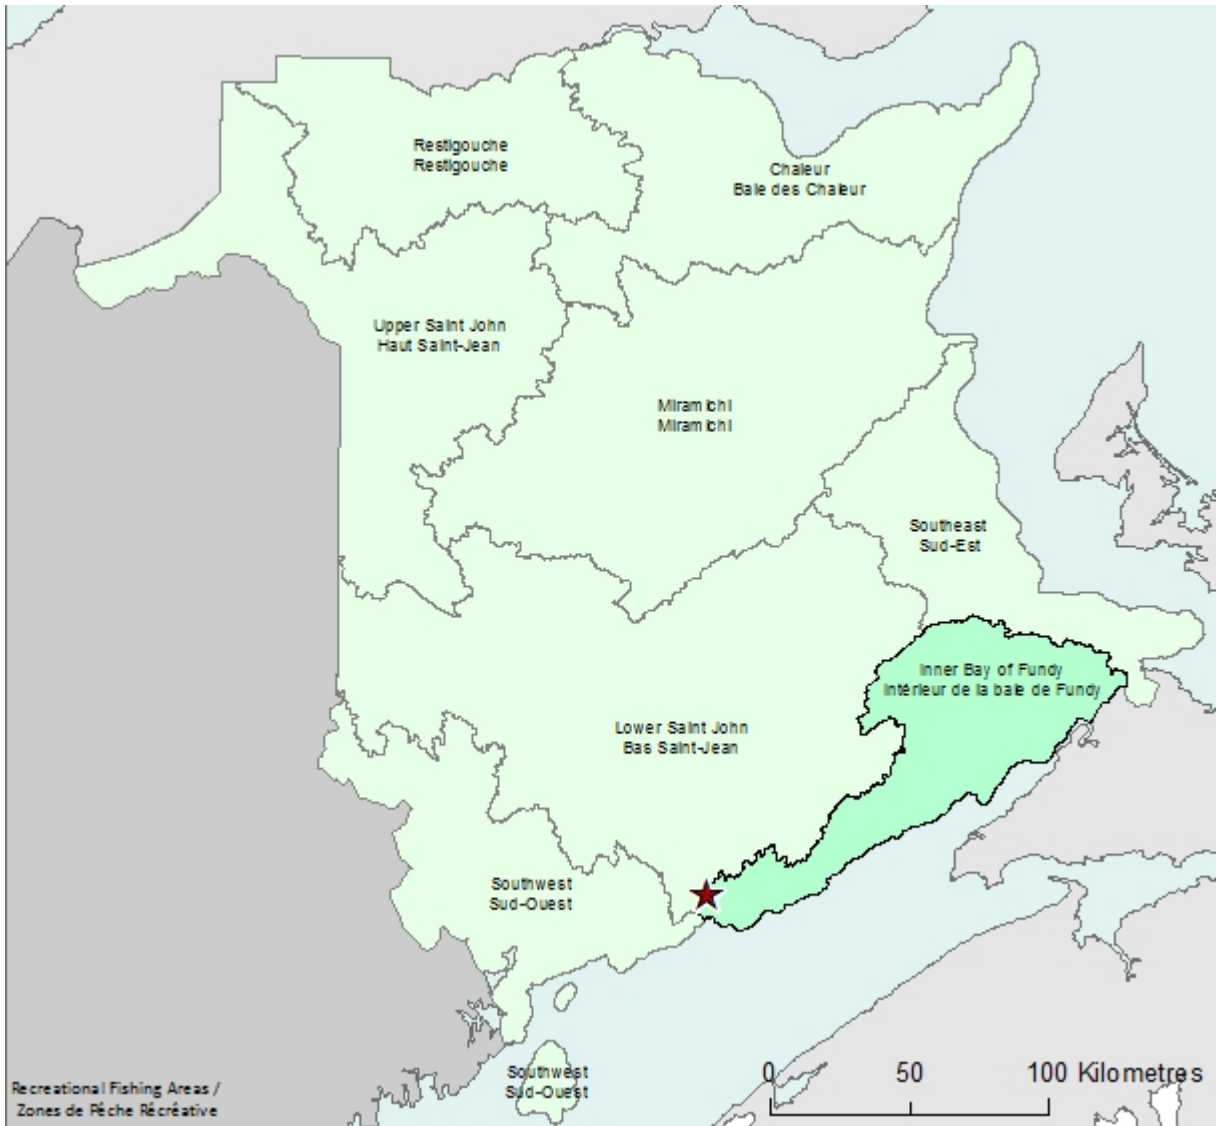 Restigouche
Restigouche
Chaleur
Baie des Chaleur
Upper Saint John
Haut Saint-Jean
Miramichi
Miramichi
Southeast
Sud-Est
Inner Bay of Fundy
Intérieur de la baie de Fundy
Lower Saint John
Bas Saint-Jean
Southwest
Sud-Ouest
Southwest
Sud-Ouest
0 50 100 Kilometres
Recreational Fishing Areas /
Zones de Pêche Récréative